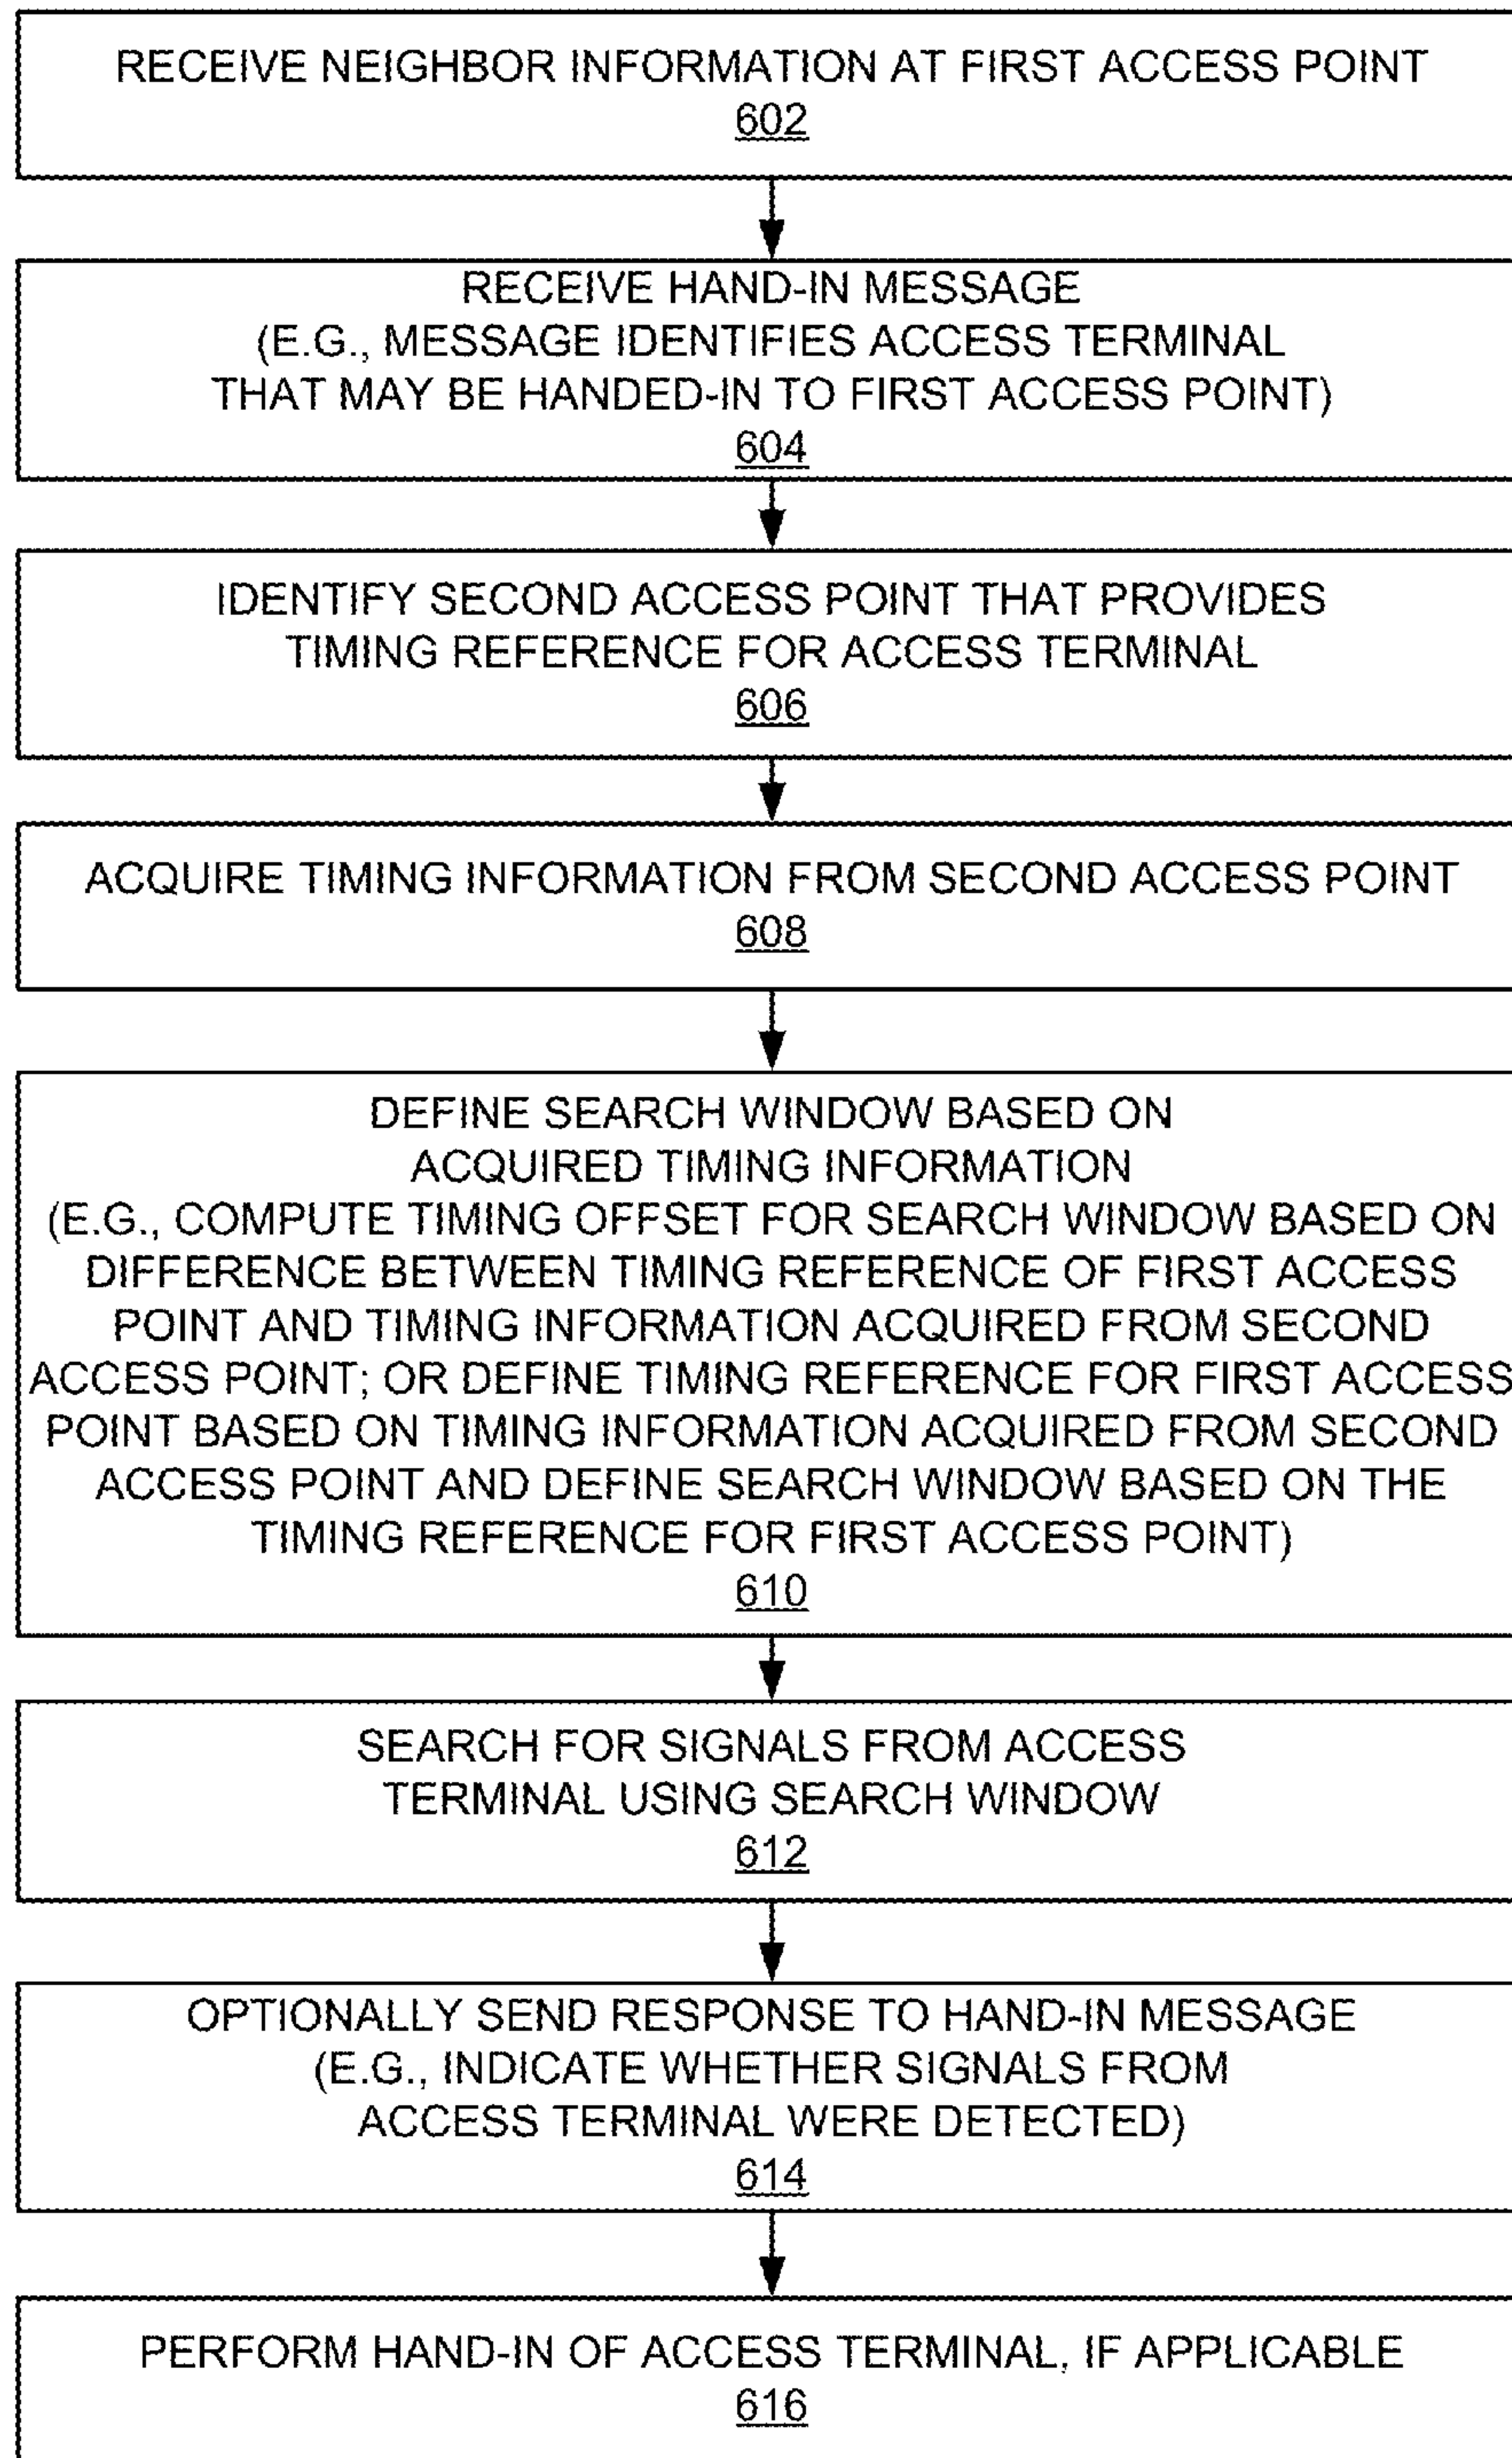 RECEIVE NEIGHBOR INFORMATION AT FIRST ACCESS POINT
602
RECEIVE HAND-IN MESSAGE
(E.G., MESSAGE IDENTIFIES ACCESS TERMINAL
THAT MAY BE HANDED-IN TO FIRST ACCESS POINT)
604
IDENTIFY SECOND ACCESS POINT THAT PROVIDES
TIMING REFERENCE FOR ACCESS TERMINAL
606
ACQUIRE TIMING INFORMATION FROM SECOND ACCESS POINT
608
DEFINE SEARCH WINDOW BASED ON
ACQUIRED TIMING INFORMATION
(E.G., COMPUTE TIMING OFFSET FOR SEARCH WINDOW BASED ON
DIFFERENCE BETWEEN TIMING REFERENCE OF FIRST ACCESS
POINT AND TIMING INFORMATION ACQUIRED FROM SECOND
ACCESS POINT; OR DEFINE TIMING REFERENCE FOR FIRST ACCESS
POINT BASED ON TIMING INFORMATION ACQUIRED FROM SECOND
ACCESS POINT AND DEFINE SEARCH WINDOW BASED ON THE
TIMING REFERENCE FOR FIRST ACCESS POINT)
610
SEARCH FOR SIGNALS FROM ACCESS
TERMINAL USING SEARCH WINDOW
612
OPTIONALLY SEND RESPONSE TO HAND-IN MESSAGE
(E.G., INDICATE WHETHER SIGNALS FROM
ACCESS TERMINAL WERE DETECTED)
614
PERFORM HAND-IN OF ACCESS TERMINAL, IF APPLICABLE
616